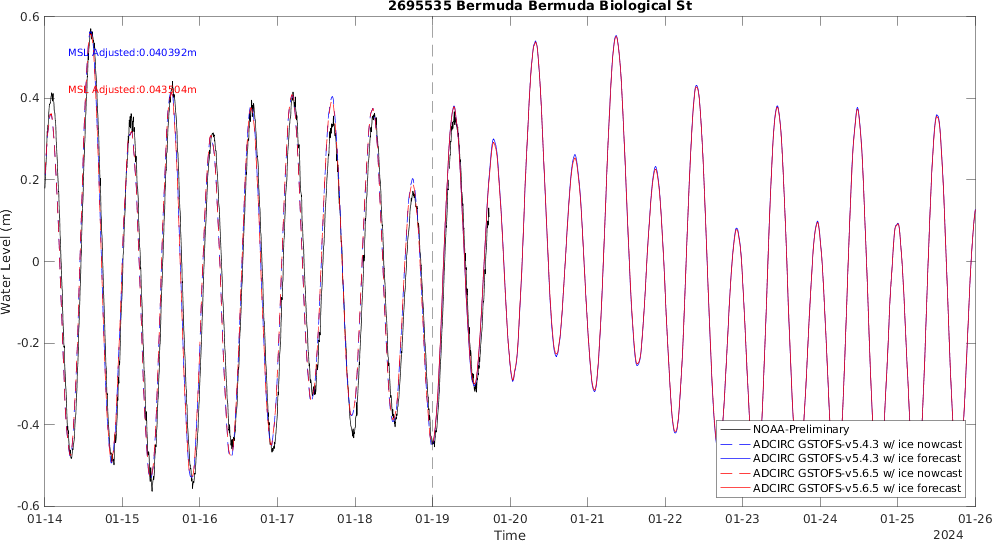 2695535 Bermuda Bermuda Biological St
MSL Adjusted:0.040392m
MSL Adjusted:0.043504m
Water Level (m)
0.6
0.4
0.2
0
-0.2
-0.4
-0.6
NOAA-Preliminary
ADCIRC GSTOFS-v5.4.3 w/ ice nowcast
ADCIRC GSTOFS-v5.4.3 w/ ice forecast
ADCIRC GSTOFS-v5.6.5 w/ ice nowcast
ADCIRC GSTOFS-v5.6.5 w/ ice forecast
01-14 01-15 01-16 01-17 01-18 01-19 01-20 01-21 01-22 01-23 01-24 01-25 01-26
Time
2024